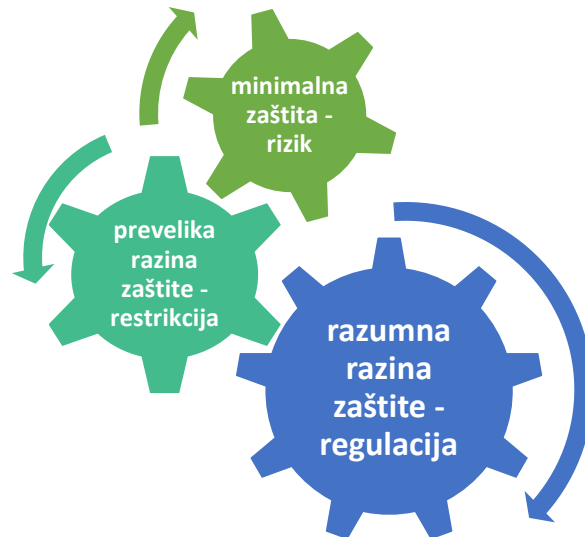 minimalna
zaštita -
rizik
prevelika
razina
zaštite -
restrikcija
razumna
razina
zaštite -
regulacija